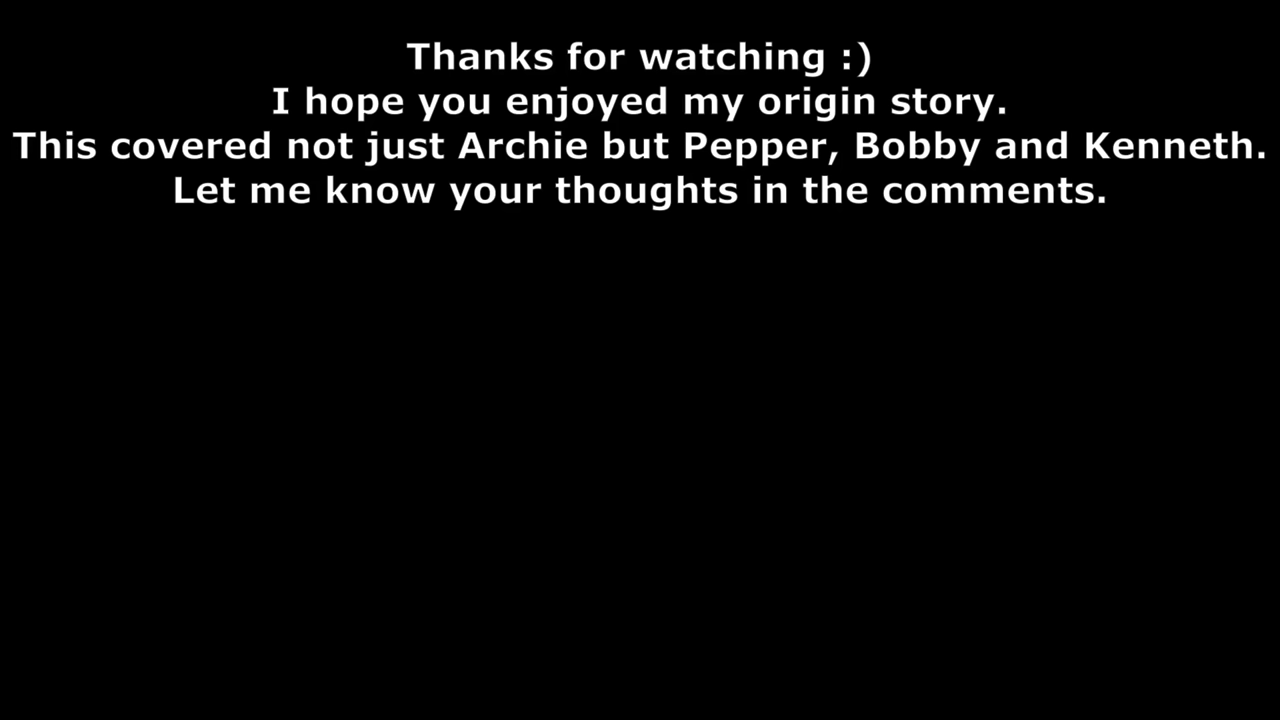 Thanks for watching :)
I hope you enjoyed my origin story.
This covered not just Archie but Pepper, Bobby and Kenneth.
Let me know your thoughts in the comments.